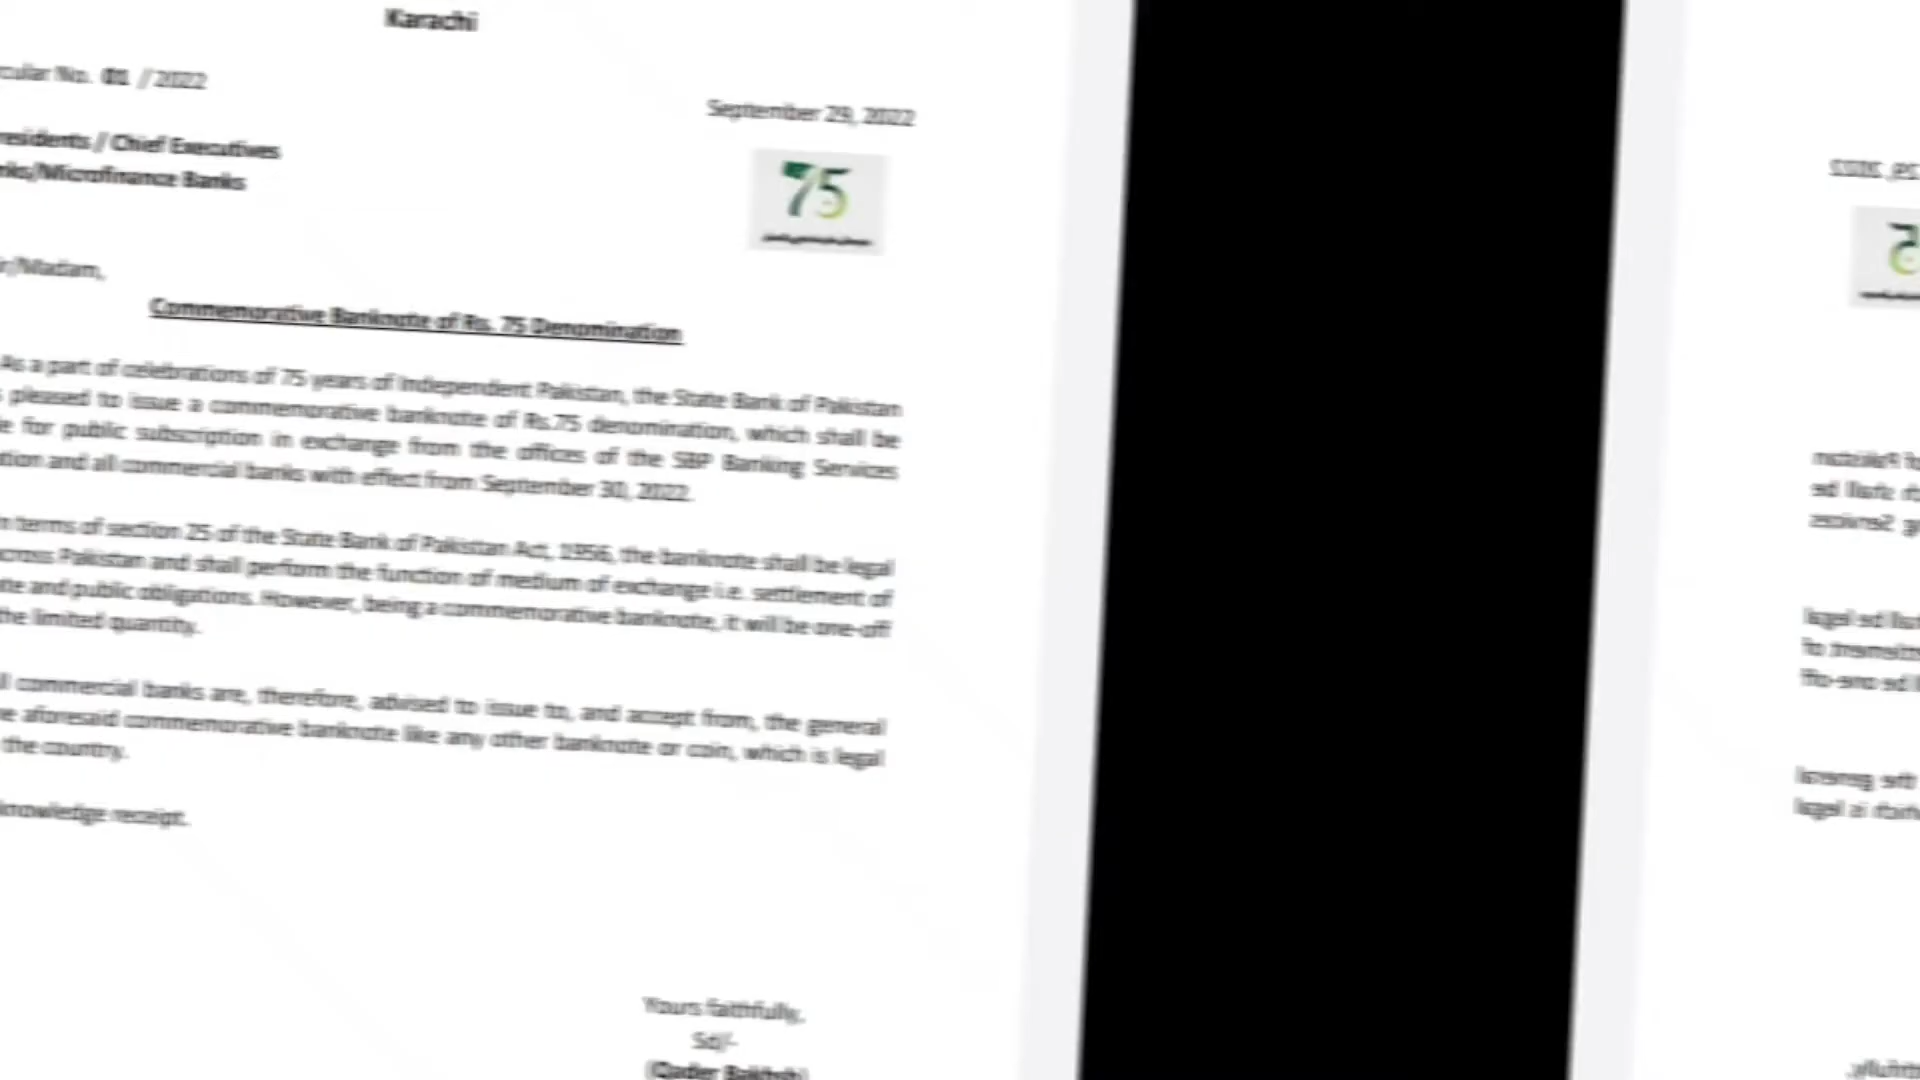 Karachi
cular No. 01 / 2022
September 29, 2022
residents / Chief Executives
nks/Microfinance Banks
75
r/Madam,
Commemorative Banknote of Rs. 75 Denomination
As a part of celebrations of 75 years of Independent Pakistan, the State Bank of Pakistan
s pleased to issue a commemorative banknote of Rs.75 denomination, which shall be
le for public subscription in exchange from the offices of the SBP Banking Services
tion and all commercial banks with effect from September 30, 2022.
n terms of section 25 of the State Bank of Pakistan Act, 1956, the banknote shall be legal
cross Pakistan and shall perform the function of medium of exchange i.e. settlement of
te and public obligations. However, being a commemorative banknote, it will be one-off
the limited quantity.
ll commercial banks are, therefore, advised to issue to, and accept from, the general
e aforesaid commemorative banknote like any other banknote or coin, which is legal
the country.
knowledge receipt.
Yours faithfully,
Sd/-
(Qader Bakhsh)